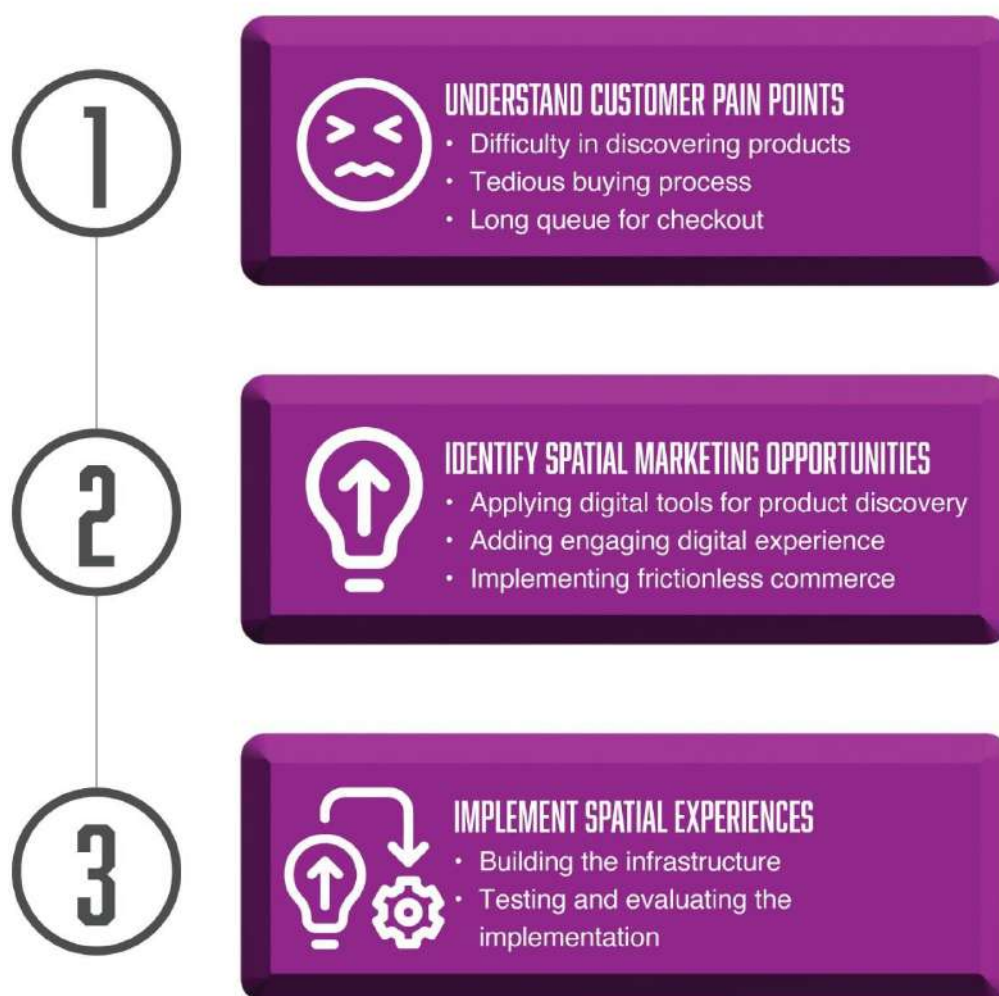 1
UNDERSTAND CUSTOMER PAIN POINTS
• Difficulty in discovering products
• Tedious buying process
• Long queue for checkout
2
IDENTIFY SPATIAL MARKETING OPPORTUNITIES
• Applying digital tools for product discovery
• Adding engaging digital experience
• Implementing frictionless commerce
3
IMPLEMENT SPATIAL EXPERIENCES
• Building the infrastructure
• Testing and evaluating the
implementation